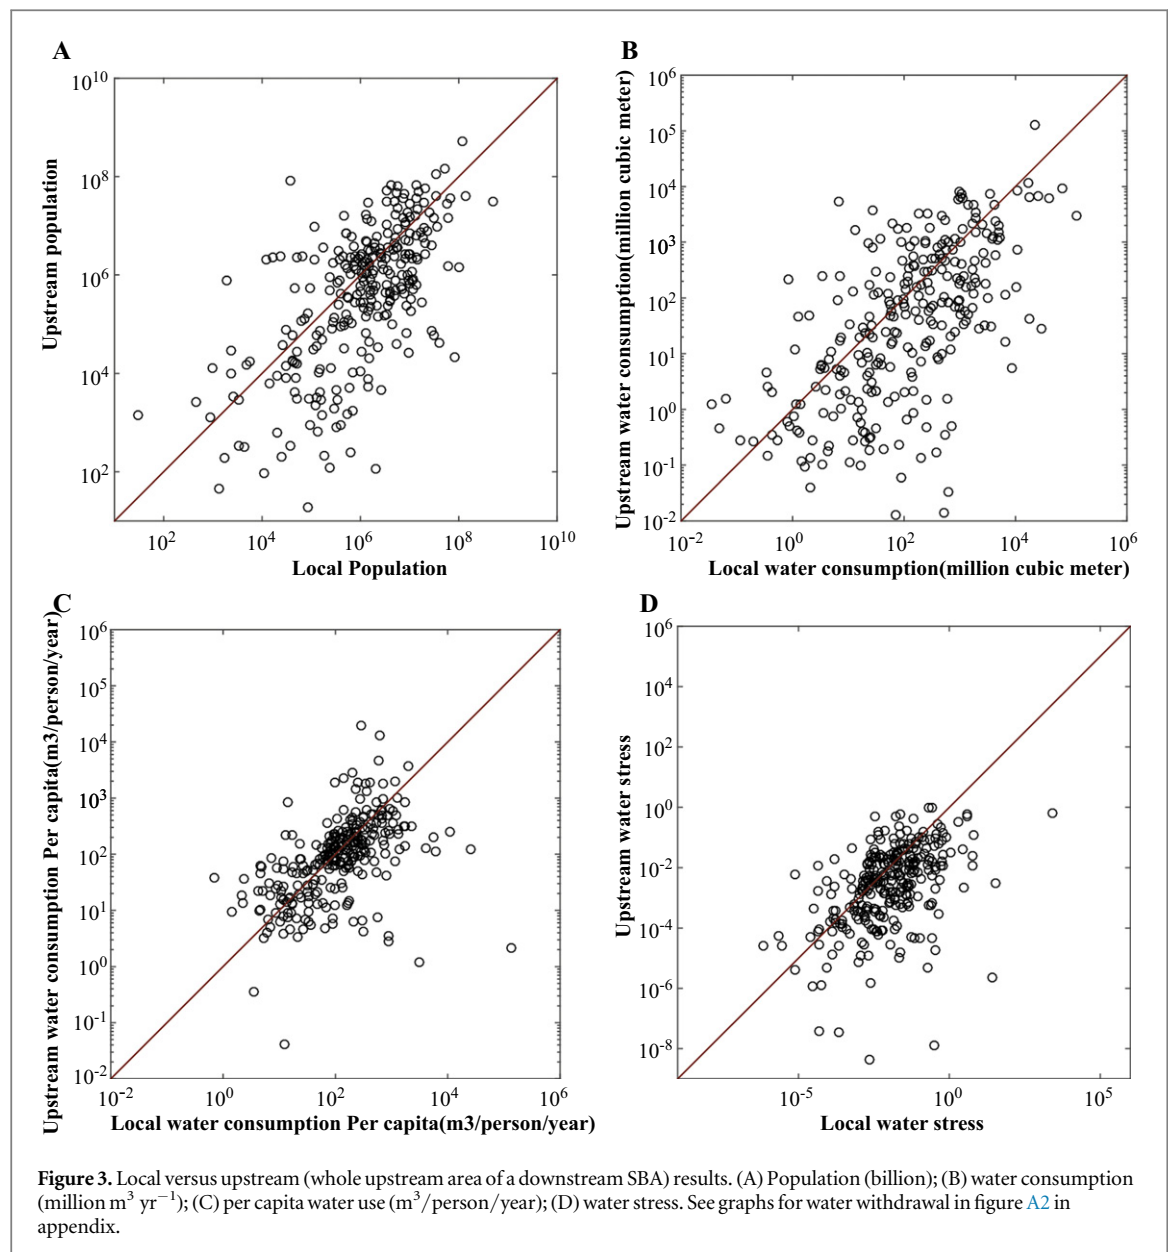 A
10^10
10^8
10^6
10^4
10^2
Upstream population
10^2 10^4 10^6 10^8 10^10
Local Population
B
10^6
10^5
10^4
10^3
10^2
10^1
10^0
10^-1
10^-2
Upstream water consumption(million cubic meter)
10^-2 10^0 10^2 10^4 10^6
Local water consumption(million cubic meter)
C
10^6
10^5
10^4
10^3
10^2
10^1
10^0
10^-1
10^-2
Upstream water consumption Per capita(m3/person/year)
10^-2 10^0 10^2 10^4 10^6
Local water consumption Per capita(m3/person/year)
D
10^6
10^4
10^2
10^0
10^-2
10^-4
10^-6
10^-8
Upstream water stress
10^-5 10^0 10^5
Local water stress
Figure 3. Local versus upstream (whole upstream area of a downstream SBA) results. (A) Population (billion); (B) water consumption
(million m³ yr⁻¹); (C) per capita water use (m³/person/year); (D) water stress. See graphs for water withdrawal in figure A2 in
appendix.